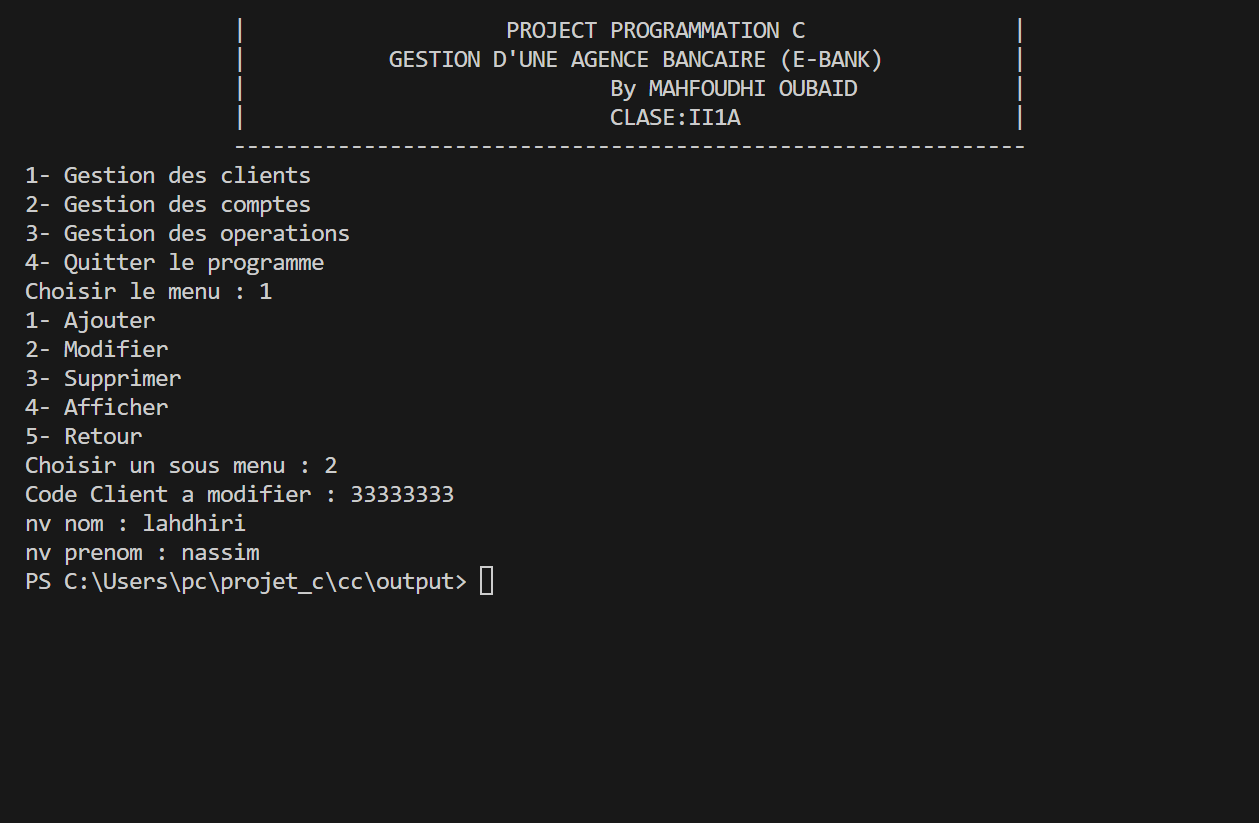 | PROJECT PROGRAMMATION C |
| GESTION D'UNE AGENCE BANCAIRE (E-BANK) |
| By MAHFOUDHI OUBAID |
| CLASE:II1A |
-------------------------------------------------------------
1- Gestion des clients
2- Gestion des comptes
3- Gestion des operations
4- Quitter le programme
Choisir le menu : 1
1- Ajouter
2- Modifier
3- Supprimer
4- Afficher
5- Retour
Choisir un sous menu : 2
Code Client a modifier : 33333333
nv nom : lahdhiri
nv prenom : nassim
PS C:\Users\pc\projet_c\cc\output>